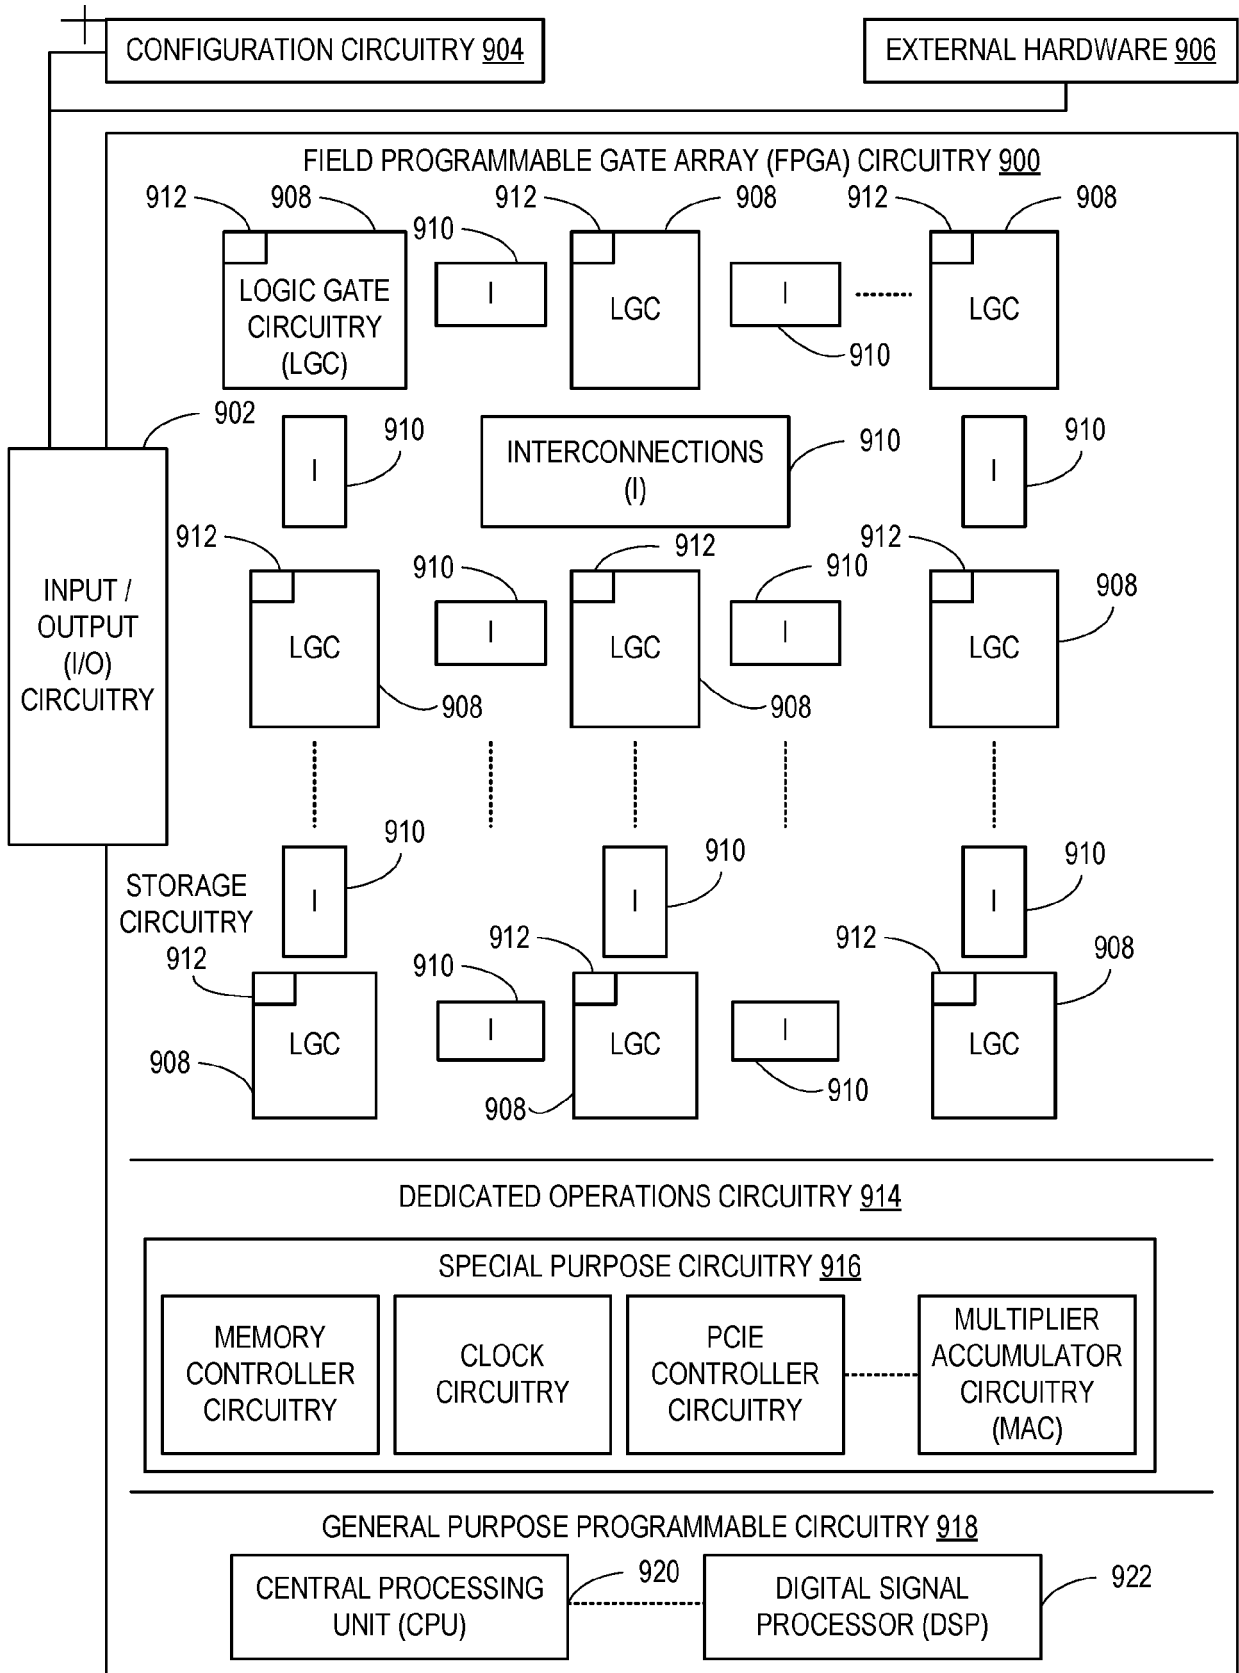 CONFIGURATION CIRCUITRY 904
EXTERNAL HARDWARE 906
FIELD PROGRAMMABLE GATE ARRAY (FPGA) CIRCUITRY 900
912
908
912
908
912
908
910
LOGIC GATE
CIRCUITRY
(LGC)
I
LGC
I
LGC
910
902
910
910
910
I
INTERCONNECTIONS
(I)
I
912
912
912
910
910
908
INPUT /
OUTPUT
(I/O)
CIRCUITRY
LGC
I
LGC
I
LGC
908
908
910
910
910
STORAGE
CIRCUITRY
I
I
I
912
910
912
912
908
LGC
I
LGC
I
LGC
908
908
910
DEDICATED OPERATIONS CIRCUITRY 914
SPECIAL PURPOSE CIRCUITRY 916
MEMORY
CONTROLLER
CIRCUITRY
CLOCK
CIRCUITRY
PCIE
CONTROLLER
CIRCUITRY
MULTIPLIER
ACCUMULATOR
CIRCUITRY
(MAC)
GENERAL PURPOSE PROGRAMMABLE CIRCUITRY 918
CENTRAL PROCESSING
UNIT (CPU)
920
DIGITAL SIGNAL
PROCESSOR (DSP)
922